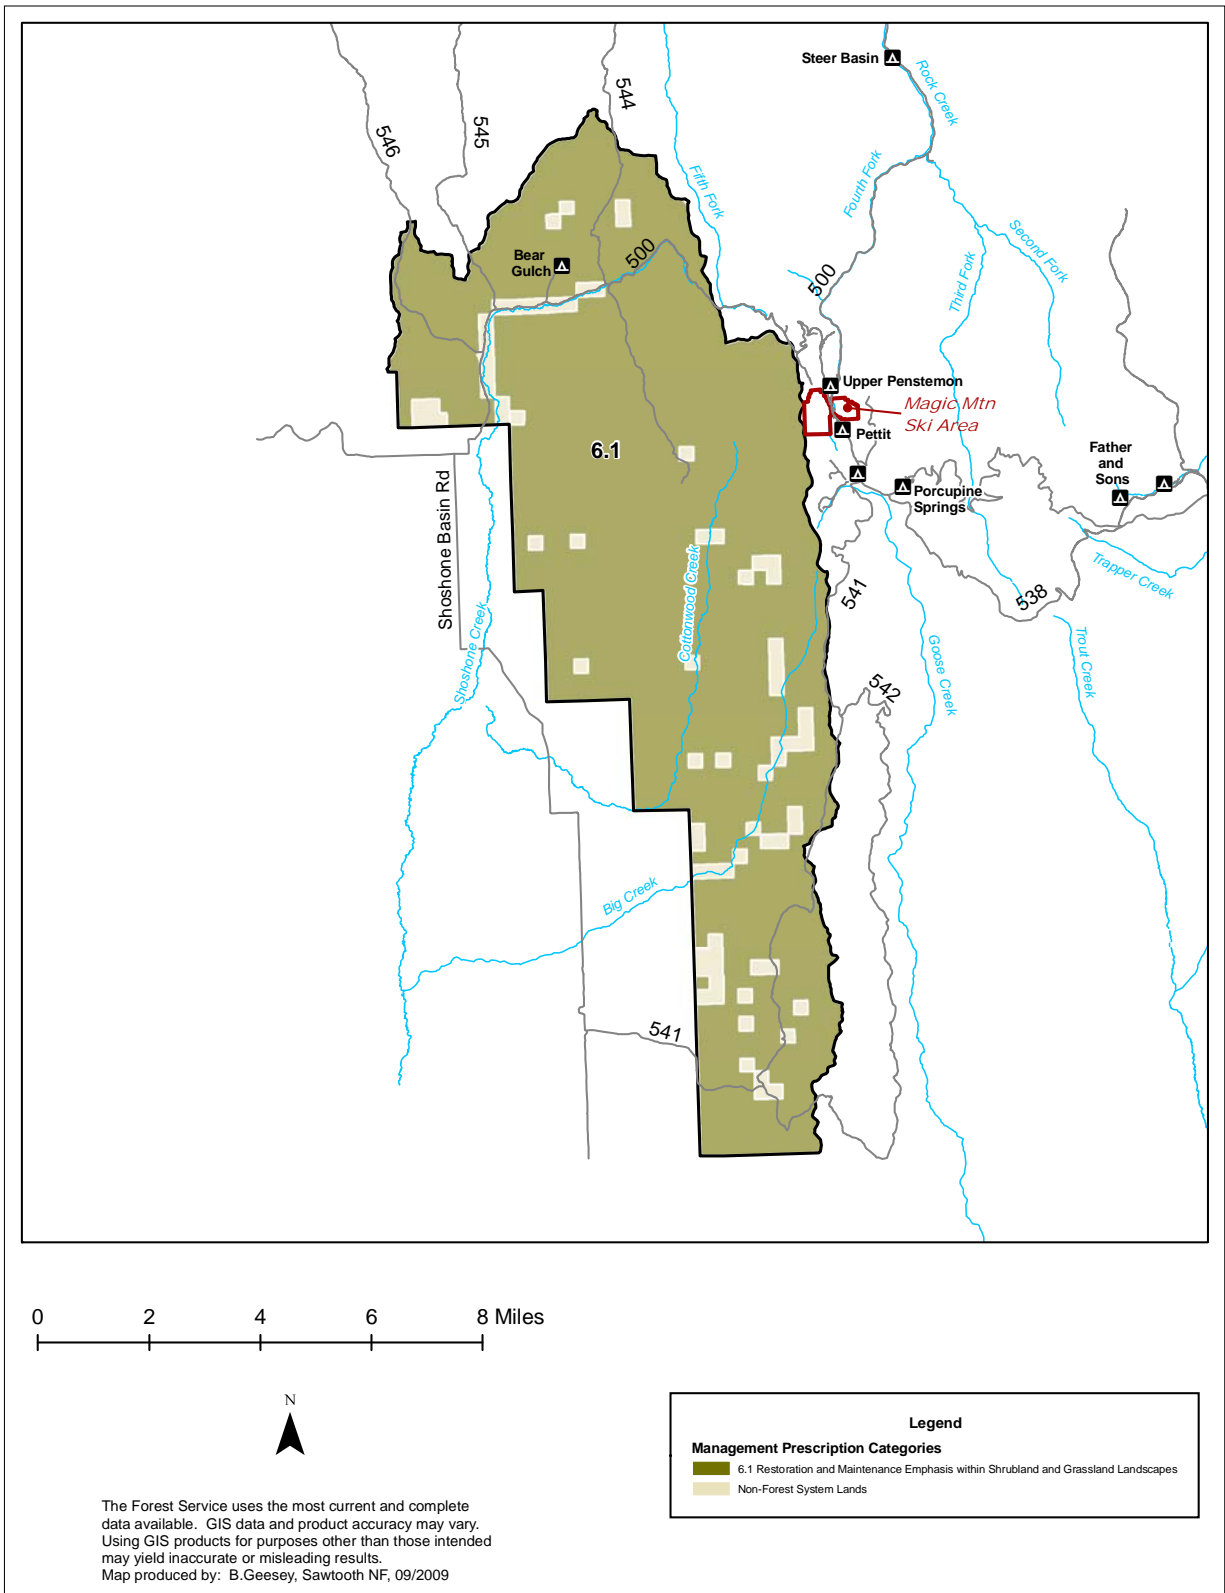 Steer Basin
Rock Creek
544
545
546
Fifth Fork
Fourth Fork
Second Fork
Third Fork
Bear
Gulch
500
500
Upper Penstemon
Magic Mtn
Ski Area
Pettit
6.1
Father
and
Sons
Porcupine
Springs
Shoshone Basin Rd
Cottonwood Creek
541
538
Trapper Creek
Shoshone Creek
Goose Creek
Trout Creek
542
Big Creek
541
0 2 4 6 8 Miles
N
Legend
Management Prescription Categories
6.1 Restoration and Maintenance Emphasis within Shrubland and Grassland Landscapes
Non-Forest System Lands
The Forest Service uses the most current and complete
data available. GIS data and product accuracy may vary.
Using GIS products for purposes other than those intended
may yield inaccurate or misleading results.
Map produced by: B.Geesey, Sawtooth NF, 09/2009